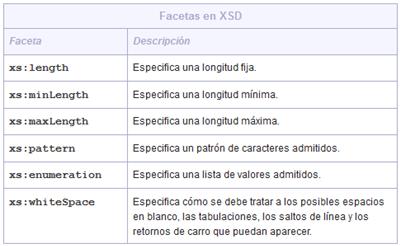 Facetas en XSD
Faceta Descripción
xs:length Especifica una longitud fija.
xs:minLength Especifica una longitud mínima.
xs:maxLength Especifica una longitud máxima.
xs:pattern Especifica un patrón de caracteres admitidos.
xs:enumeration Especifica una lista de valores admitidos.
xs:whiteSpace Especifica cómo se debe tratar a los posibles espacios
en blanco, las tabulaciones, los saltos de línea y los
retornos de carro que puedan aparecer.